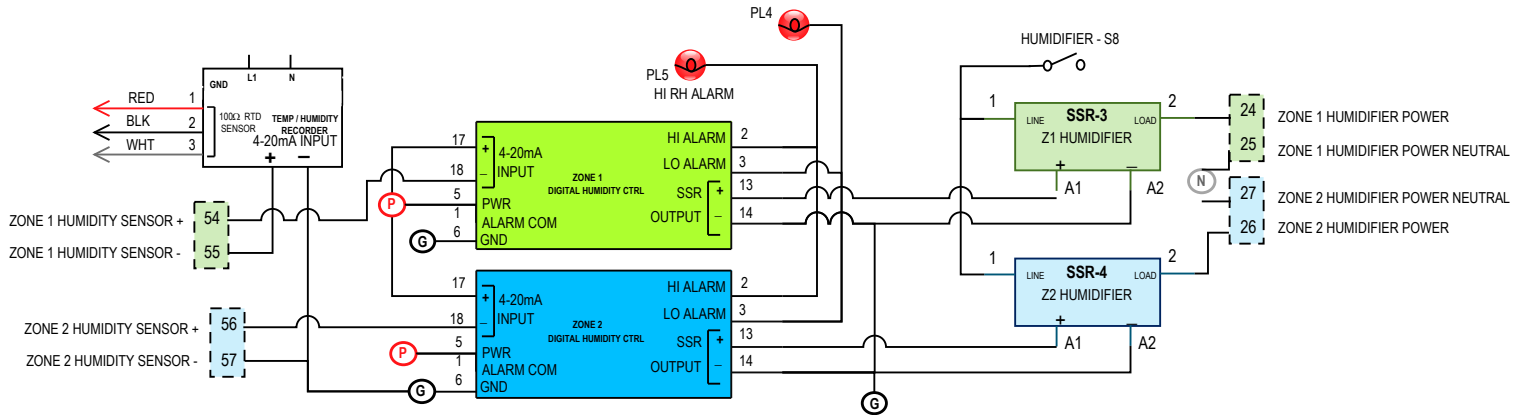 PL4
HUMIDIFIER - S8
PL5
HI RH ALARM
L1 N
GND
RED 1
BLK 2
WHT 3
100Ω RTD
SENSOR
TEMP / HUMIDITY
RECORDER
4-20mA INPUT
+ −
ZONE 1 HUMIDITY SENSOR + 54
ZONE 1 HUMIDITY SENSOR - 55
ZONE 2 HUMIDITY SENSOR + 56
ZONE 2 HUMIDITY SENSOR - 57
17
18
P 5
1
G 6
+ 4-20mA
− INPUT
PWR
ALARM COM
GND
ZONE 1
DIGITAL HUMIDITY CTRL
HI ALARM 2
LO ALARM 3
SSR + 13
OUTPUT − 14
17
18
P 5
1
G 6
+ 4-20mA
− INPUT
PWR
ALARM COM
GND
ZONE 2
DIGITAL HUMIDITY CTRL
HI ALARM 2
LO ALARM 3
SSR + 13
OUTPUT − 14
G
1 2
LINE SSR-3 LOAD
Z1 HUMIDIFIER
+ −
A1 A2
1 2
LINE SSR-4 LOAD
Z2 HUMIDIFIER
+ −
A1 A2
24 ZONE 1 HUMIDIFIER POWER
25 ZONE 1 HUMIDIFIER POWER NEUTRAL
N
27 ZONE 2 HUMIDIFIER POWER NEUTRAL
26 ZONE 2 HUMIDIFIER POWER